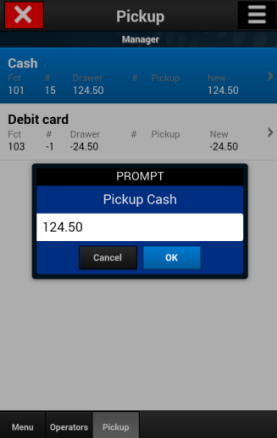 Pickup
Manager
Cash
Fct # Drawer # Pickup New
101 15 124.50 124.50
Debit card
Fct # Drawer # Pickup New
103 -1 -24.50 -24.50
PROMPT
Pickup Cash
124.50
Cancel OK
Menu Operators Pickup